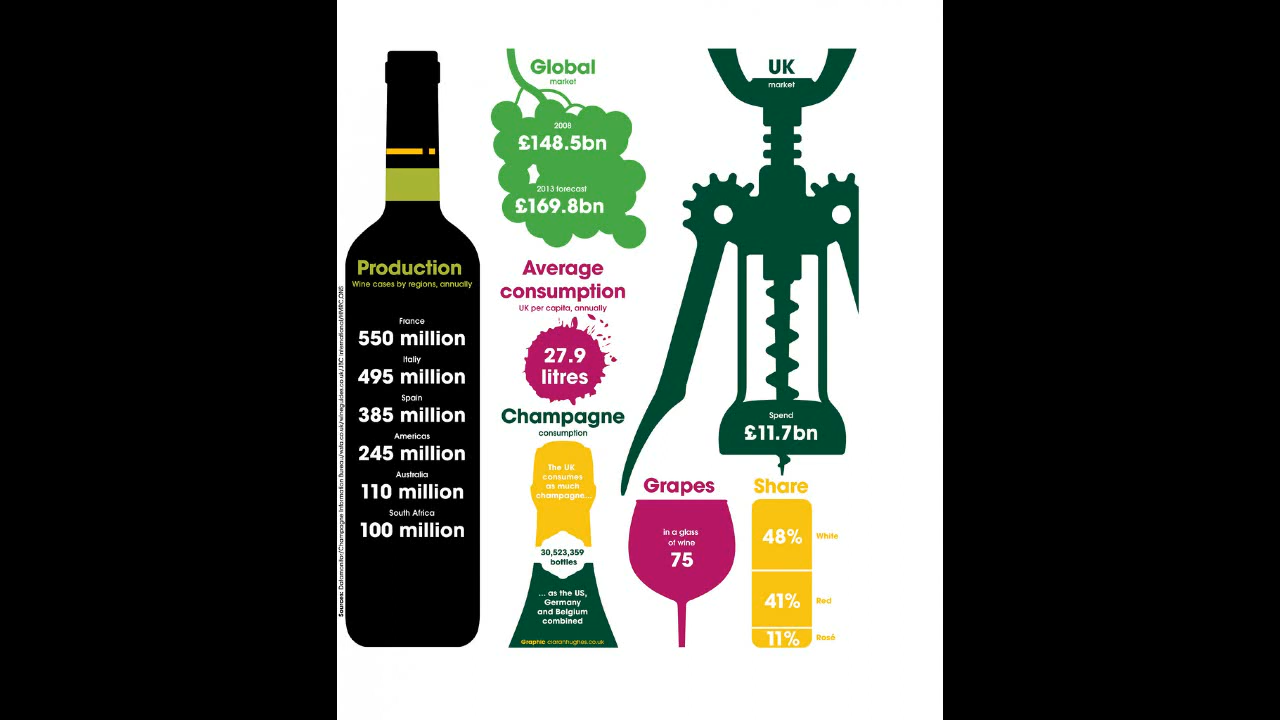 Production
Wine cases by regions, annually
France
550 million
Italy
495 million
Spain
385 million
Americas
245 million
Australia
110 million
South Africa
100 million
Global
market
2008
£148.5bn
2013 forecast
£169.8bn
Average
consumption
UK per capita, annually
27.9
litres
Champagne
consumption
The UK
consumes
as much
champagne...
30,523,359
bottles
... as the US,
Germany
and Belgium
combined
Graphic ciaranhughes.co.uk
UK
market
Spend
£11.7bn
Grapes
in a glass
of wine
75
Share
48% White
41% Red
11% Rosé